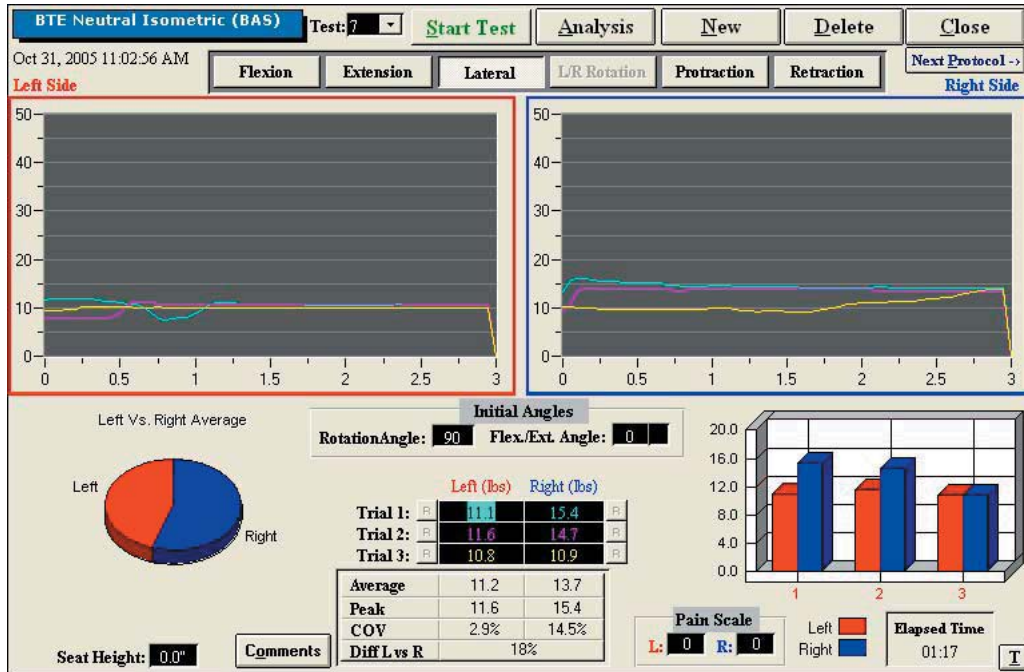 BTE Neutral Isometric (BAS) Test: 7 Start Test Analysis New Delete Close
Oct 31, 2005 11:02:56 AM Flexion Extension Lateral L/R Rotation Protraction Retraction Next Protocol ->
Left Side Right Side
50 50
40 40
30 30
20 20
10 10
0 0
0 0.5 1 1.5 2 2.5 3 0 0.5 1 1.5 2 2.5 3
Left Vs. Right Average
Left
Right
Initial Angles
RotationAngle: 90 Flex./Ext. Angle: 0
Left (lbs) Right (lbs)
Trial 1: R 11.1 15.4 R
Trial 2: R 11.6 14.7 R
Trial 3: R 10.8 10.9 R
Average 11.2 13.7
Peak 11.6 15.4
COV 2.9% 14.5%
Diff L vs R 18%
20.0
16.0
12.0
8.0
4.0
0.0
1 2 3
Seat Height: 0.0"
Comments
Pain Scale
L: 0 R: 0
Left
Right
Elapsed Time
01:17
T